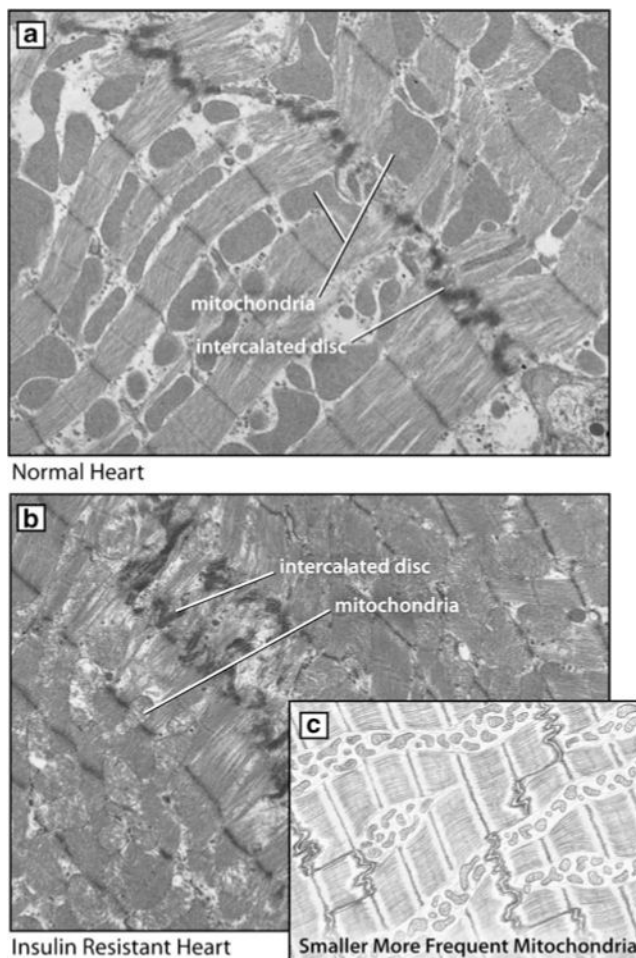 a
mitochondria
intercalated disc
Normal Heart
b
intercalated disc
mitochondria
c
Insulin Resistant Heart
Smaller More Frequent Mitochondria